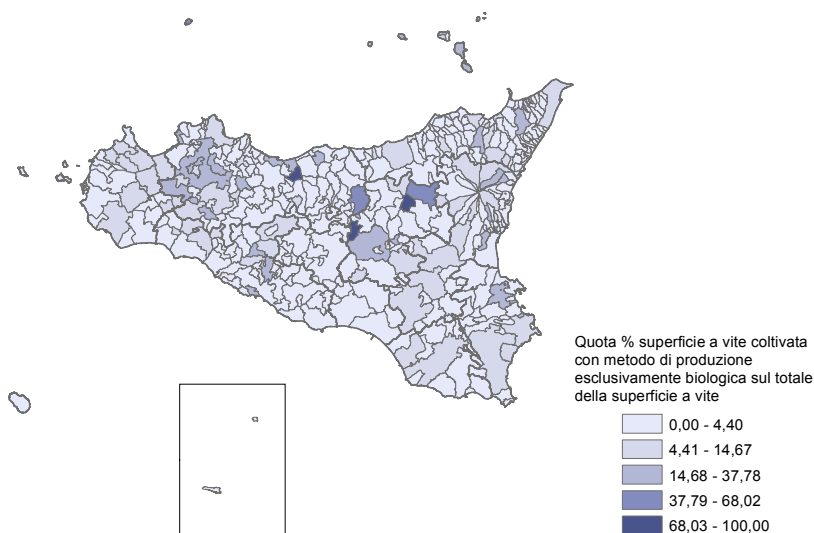 Quota % superficie a vite coltivata
con metodo di produzione
esclusivamente biologica sul totale
della superficie a vite
0,00 - 4,40
4,41 - 14,67
14,68 - 37,78
37,79 - 68,02
68,03 - 100,00